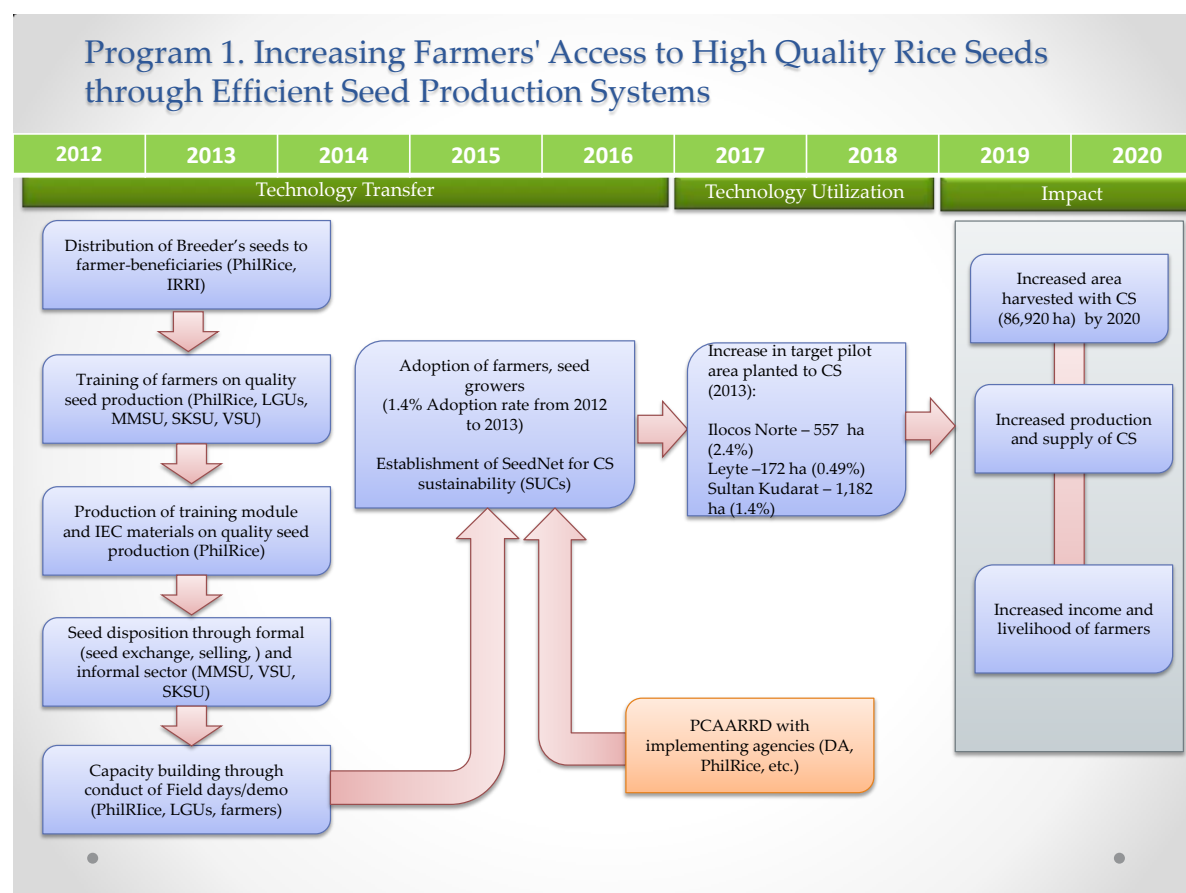 Program 1. Increasing Farmers' Access to High Quality Rice Seeds
through Efficient Seed Production Systems
2012 2013 2014 2015 2016 2017 2018 2019 2020
Technology Transfer Technology Utilization Impact
Distribution of Breeder's seeds to
farmer-beneficiaries (PhilRice,
IRRI)
Training of farmers on quality
seed production (PhilRice, LGUs,
MMSU, SKSU, VSU)
Production of training module
and IEC materials on quality seed
production (PhilRice)
Seed disposition through formal
(seed exchange, selling, ) and
informal sector (MMSU, VSU,
SKSU)
Capacity building through
conduct of Field days/demo
(PhilRIice, LGUs, farmers)
Adoption of farmers, seed
growers
(1.4% Adoption rate from 2012
to 2013)
Establishment of SeedNet for CS
sustainability (SUCs)
PCAARRD with
implementing agencies (DA,
PhilRice, etc.)
Increase in target pilot
area planted to CS
(2013):
Ilocos Norte – 557 ha
(2.4%)
Leyte –172 ha (0.49%)
Sultan Kudarat – 1,182
ha (1.4%)
Increased area
harvested with CS
(86,920 ha) by 2020
Increased production
and supply of CS
Increased income and
livelihood of farmers